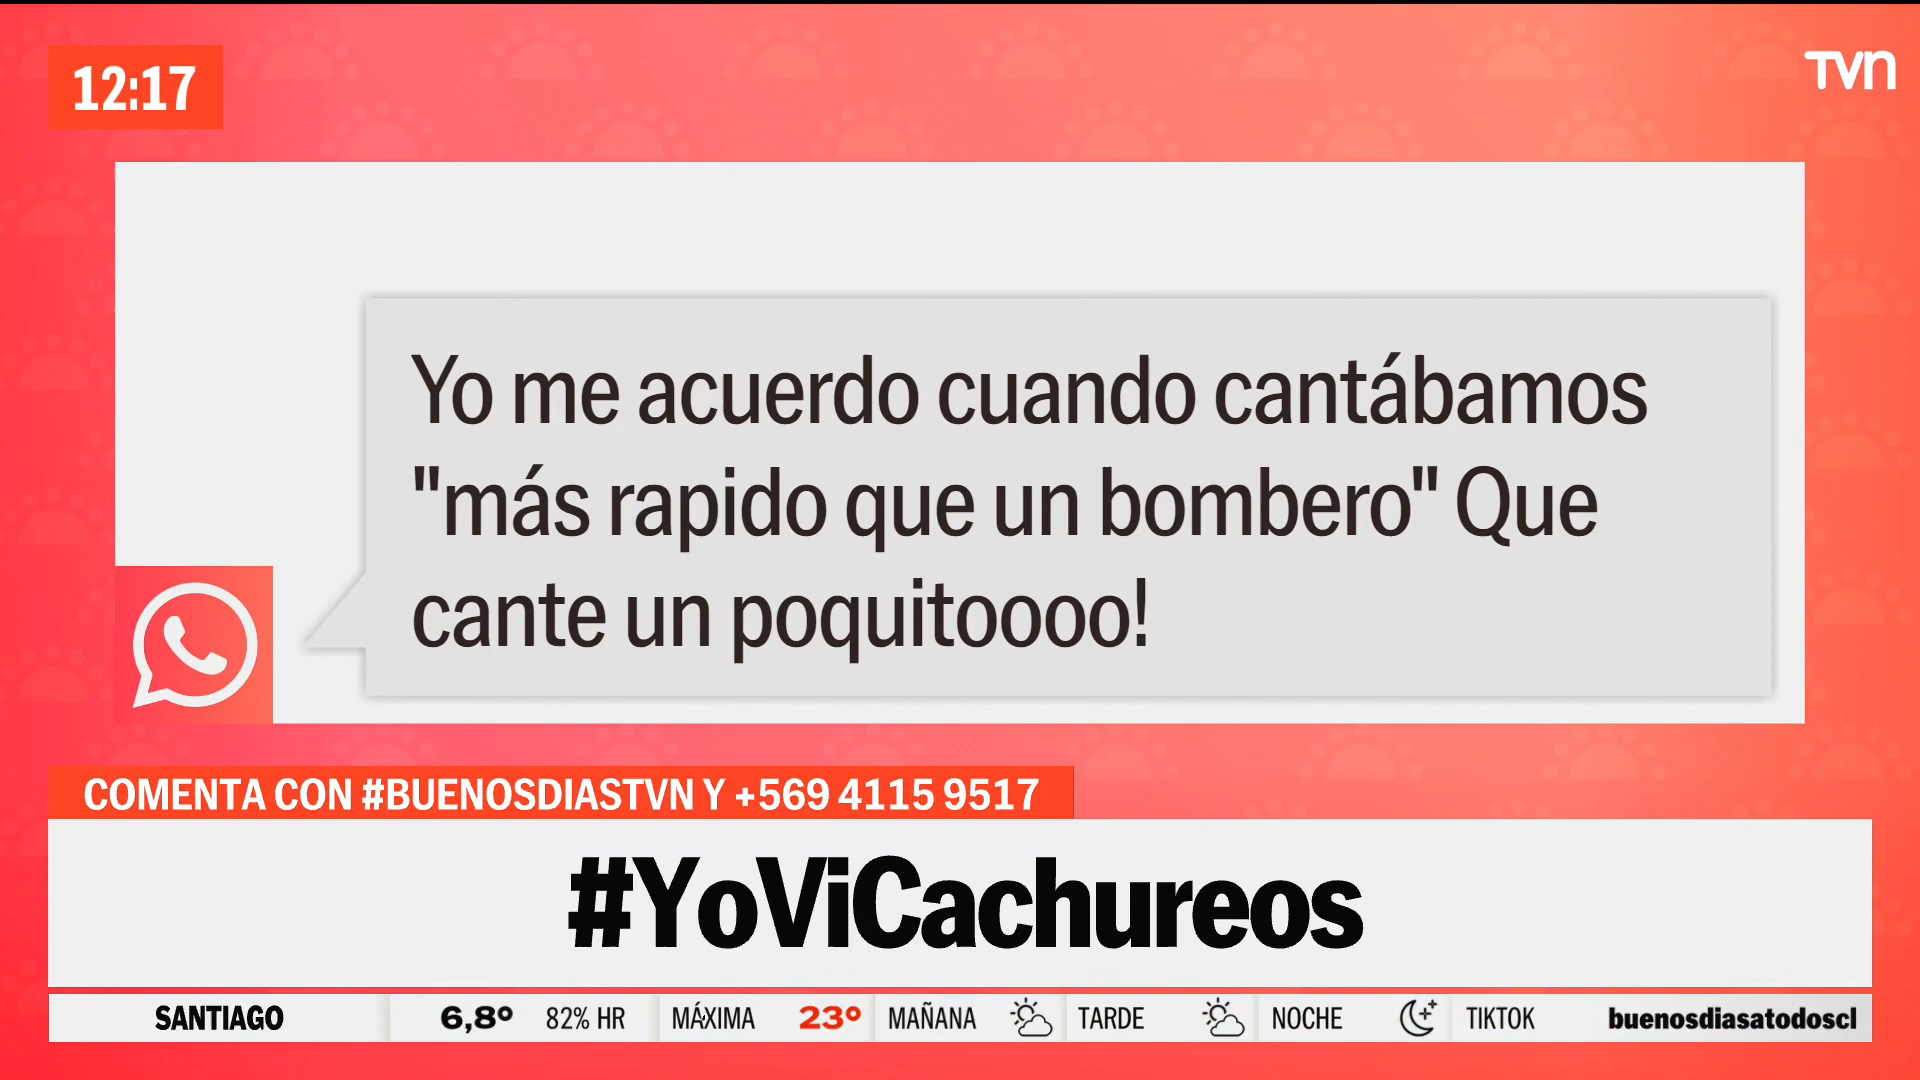 12:17
TVN
Yo me acuerdo cuando cantábamos
"más rapido que un bombero" Que
cante un poquitoooo!
COMENTA CON #BUENOSDIASTVN Y +569 4115 9517
#YoViCachureos
SANTIAGO 6,8° 82% HR MÁXIMA 23° MAÑANA TARDE NOCHE TIKTOK buenosdiasatodoscl